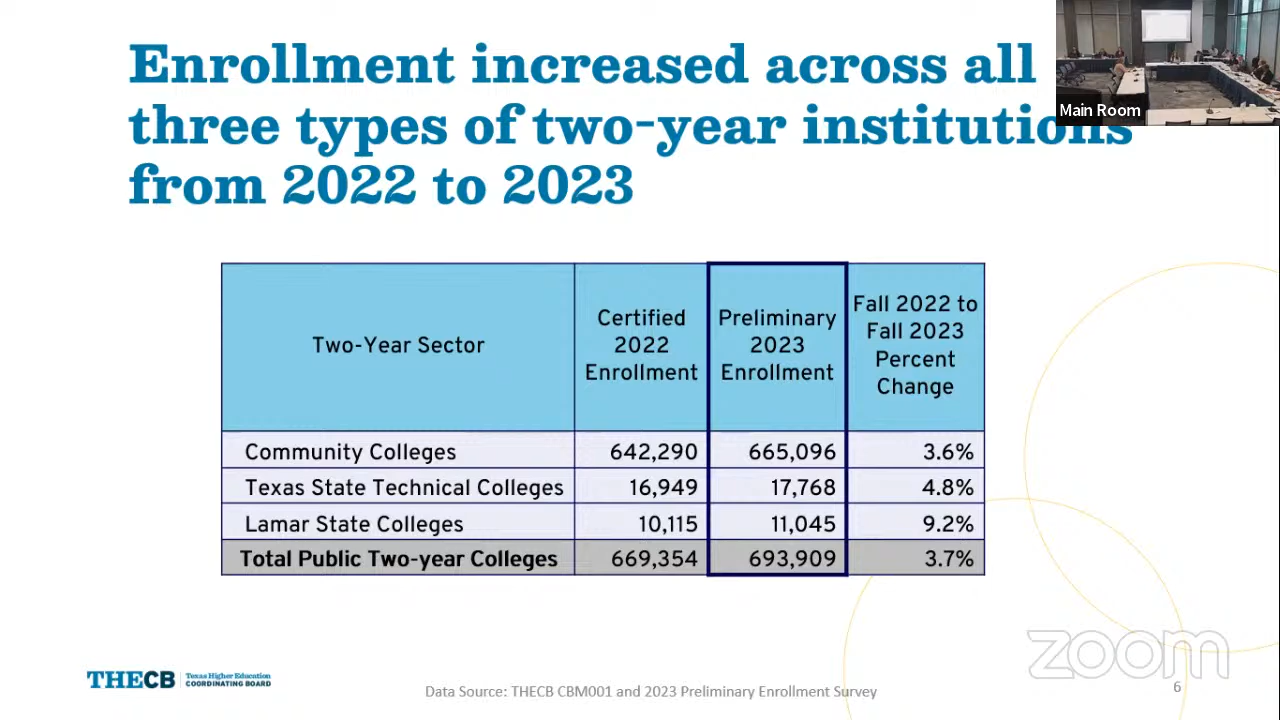 Enrollment increased across all
three types of two-year institutions
from 2022 to 2023
Main Room
Two-Year Sector
Certified
2022
Enrollment
Preliminary
2023
Enrollment
Fall 2022 to
Fall 2023
Percent
Change
Community Colleges 642,290 665,096 3.6%
Texas State Technical Colleges 16,949 17,768 4.8%
Lamar State Colleges 10,115 11,045 9.2%
Total Public Two-year Colleges 669,354 693,909 3.7%
zoom
THECB
Texas Higher Education
COORDINATING BOARD
Data Source: THECB CBM001 and 2023 Preliminary Enrollment Survey
6